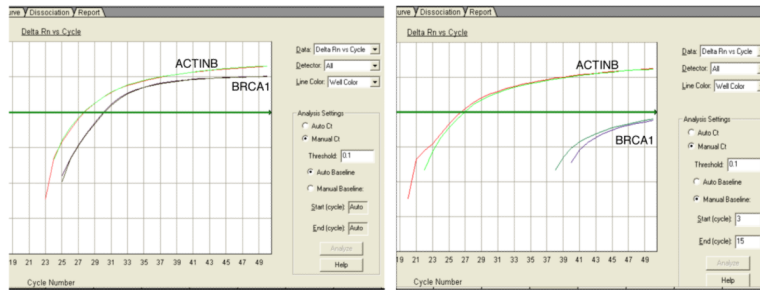 urve Dissociation Report
Delta Rn vs Cycle
ACTINB
BRCA1
19 21 23 25 27 29 31 33 35 37 39 41 43 45 47 49
Cycle Number
Data: Delta Rn vs Cycle
Detector: All
Line Color: Well Color
Analysis Settings
Auto Ct
Manual Ct
Threshold: 0.1
Auto Baseline
Manual Baseline:
Start (cycle): Auto
End (cycle): Auto
Analyze
Help
urve Dissociation Report
Delta Rn vs Cycle
ACTINB
BRCA1
19 21 23 25 27 29 31 33 35 37 39 41 43 45 47 49
Cycle Number
Data: Delta Rn vs Cycle
Detector: All
Line Color: Well Color
Analysis Settings
Auto Ct
Manual Ct
Threshold: 0.1
Auto Baseline
Manual Baseline:
Start (cycle): 3
End (cycle): 15
Analyze
Help